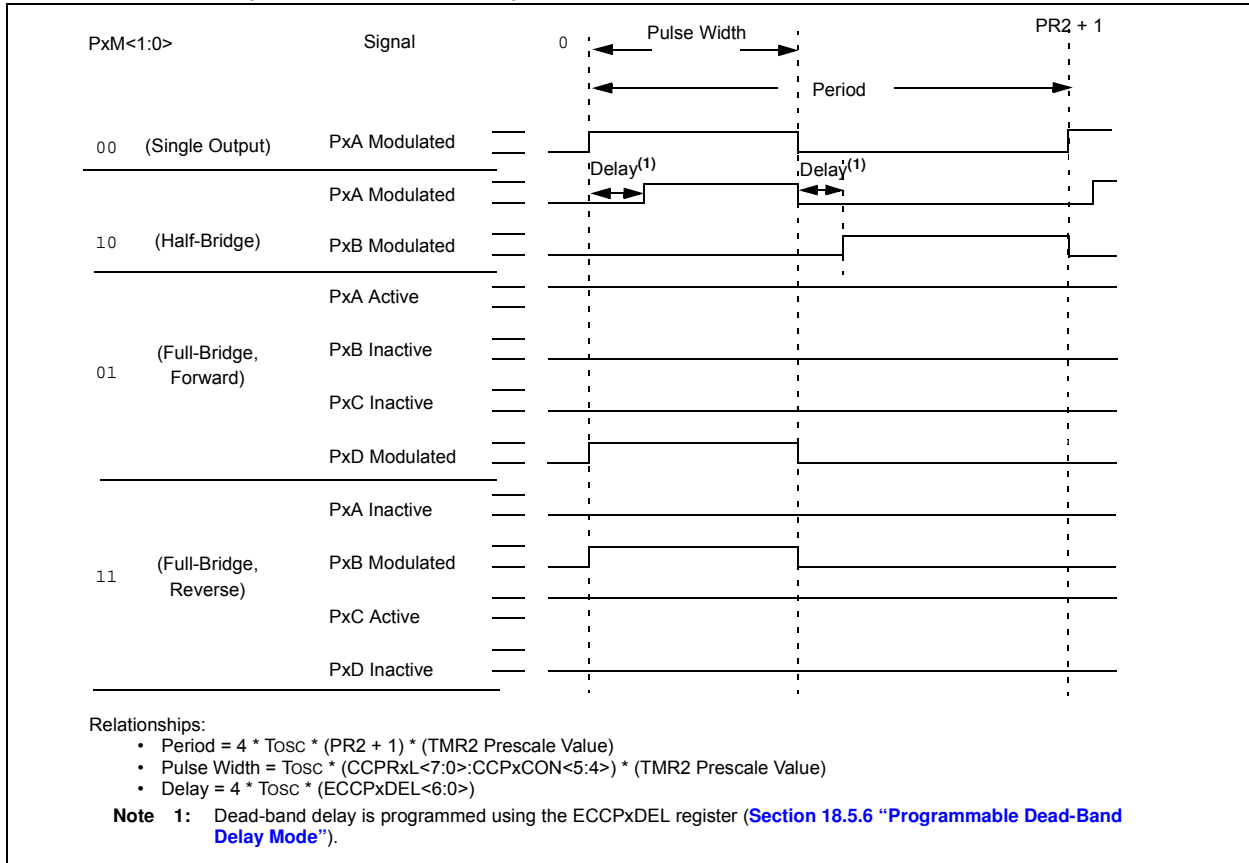 PxM<1:0> Signal 0 Pulse Width PR2 + 1
Period
00 (Single Output) PxA Modulated
Delay(1) Delay(1)
PxA Modulated
10 (Half-Bridge) PxB Modulated
PxA Active
01 (Full-Bridge, Forward) PxB Inactive
PxC Inactive
PxD Modulated
PxA Inactive
11 (Full-Bridge, Reverse) PxB Modulated
PxC Active
PxD Inactive
Relationships:
• Period = 4 * TOSC * (PR2 + 1) * (TMR2 Prescale Value)
• Pulse Width = TOSC * (CCPRxL<7:0>:CCPxCON<5:4>) * (TMR2 Prescale Value)
• Delay = 4 * TOSC * (ECCPxDEL<6:0>)
Note 1: Dead-band delay is programmed using the ECCPxDEL register (Section 18.5.6 “Programmable Dead-Band
Delay Mode”).